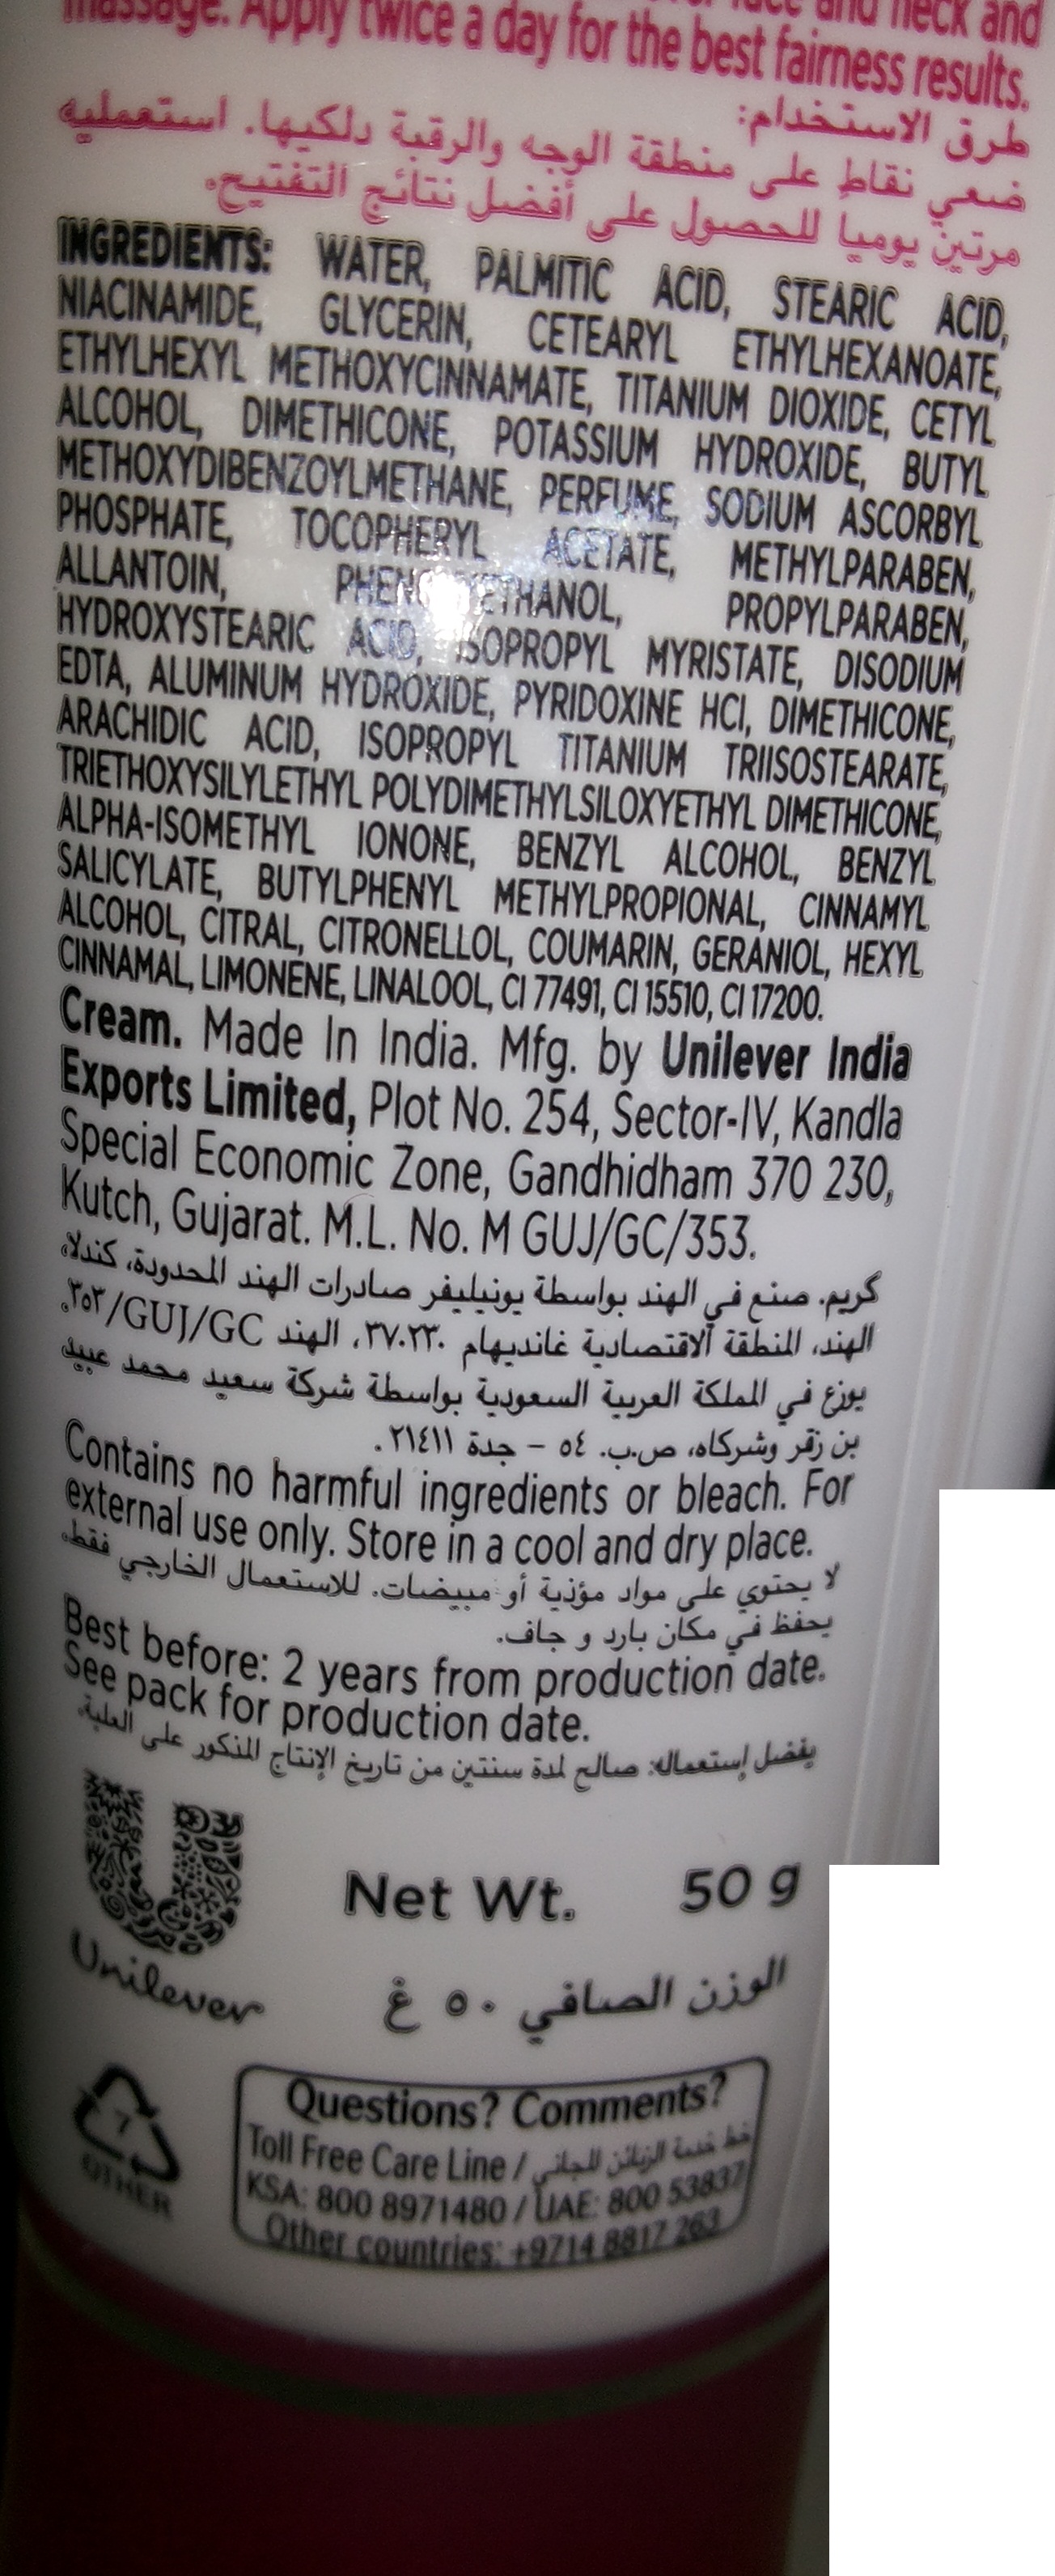 massage. Apply twice a day for the best fairness results.
طرق الاستخدام:
ضعي نقاط على منطقة الوجه والرقبة دلكيها. استعمليه
مرتين يومياً للحصول على أفضل نتائج التفتيح.
INGREDIENTS: WATER, PALMITIC ACID, STEARIC ACID,
NIACINAMIDE, GLYCERIN, CETEARYL ETHYLHEXANOATE,
ETHYLHEXYL METHOXYCINNAMATE, TITANIUM DIOXIDE, CETYL
ALCOHOL, DIMETHICONE, POTASSIUM HYDROXIDE, BUTYL
METHOXYDIBENZOYLMETHANE, PERFUME, SODIUM ASCORBYL
PHOSPHATE, TOCOPHERYL ACETATE, METHYLPARABEN,
ALLANTOIN, PROPYLPARABEN,
HYDROXYSTEARIC ACID, ISOPROPYL MYRISTATE, DISODIUM
EDTA, ALUMINUM HYDROXIDE, PYRIDOXINE HCl, DIMETHICONE,
ARACHIDIC ACID, ISOPROPYL TITANIUM TRIISOSTEARATE,
TRIETHOXYSILYLETHYL POLYDIMETHYLSILOXYETHYL DIMETHICONE,
ALPHA-ISOMETHYL IONONE, BENZYL ALCOHOL, BENZYL
SALICYLATE, BUTYLPHENYL METHYLPROPIONAL, CINNAMYL
ALCOHOL, CITRAL, CITRONELLOL, COUMARIN, GERANIOL, HEXYL
CINNAMAL, LIMONENE, LINALOOL, CI 77491, CI 15510, CI 17200.
Cream. Made In India. Mfg. by Unilever India
Exports Limited, Plot No. 254, Sector-IV, Kandla
Special Economic Zone, Gandhidham 370 230,
Kutch, Gujarat. M.L. No. M GUJ/GC/353.
كريم. صنع في الهند بواسطة يونيليفر صادرات الهند المحدودة، كندلا،
الهند، المنطقة الاقتصادية غانديهام ٣٧٠٢٣٠، الهند GUJ/GC/٣٥٣.
يوزع في المملكة العربية السعودية بواسطة شركة سعيد محمد عبيد
بن زقر وشركاه، ص.ب. ٥٤ – جدة ٢١٤١١.
Contains no harmful ingredients or bleach. For
external use only. Store in a cool and dry place.
لا يحتوي على مواد مؤذية أو مبيضات. للاستعمال الخارجي فقط.
يحفظ في مكان بارد و جاف.
Best before: 2 years from production date.
See pack for production date.
يفضل إستعماله: صالح لمدة سنتين من تاريخ الإنتاج المذكور على العلبة.
Unilever
Net Wt. 50 g
الوزن الصافي ٥٠ غ
7
OTHER
Questions? Comments?
Toll Free Care Line / خط خدمة الزبائن المجاني
KSA: 800 8971480 / UAE: 800 53837
Other countries: +9714 8817 263